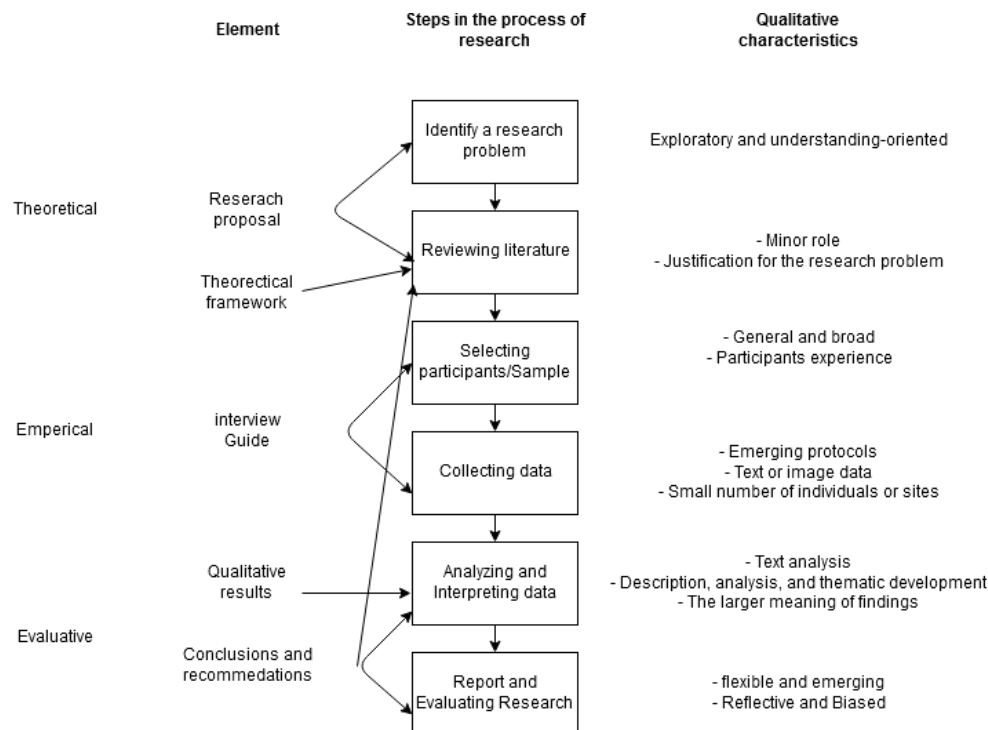 Element
Steps in the process of
research
Qualitative
characteristics
Identify a research
problem
Exploratory and understanding-oriented
Theoretical
Reserach
proposal
Reviewing literature
- Minor role
- Justification for the research problem
Theorectical
framework
Selecting
participants/Sample
- General and broad
- Participants experience
Emperical
interview
Guide
Collecting data
- Emerging protocols
- Text or image data
- Small number of individuals or sites
Qualitative
results
Analyzing and
Interpreting data
- Text analysis
- Description, analysis, and thematic development
- The larger meaning of findings
Evaluative
Conclusions and
recommedations
Report and
Evaluating Research
- flexible and emerging
- Reflective and Biased